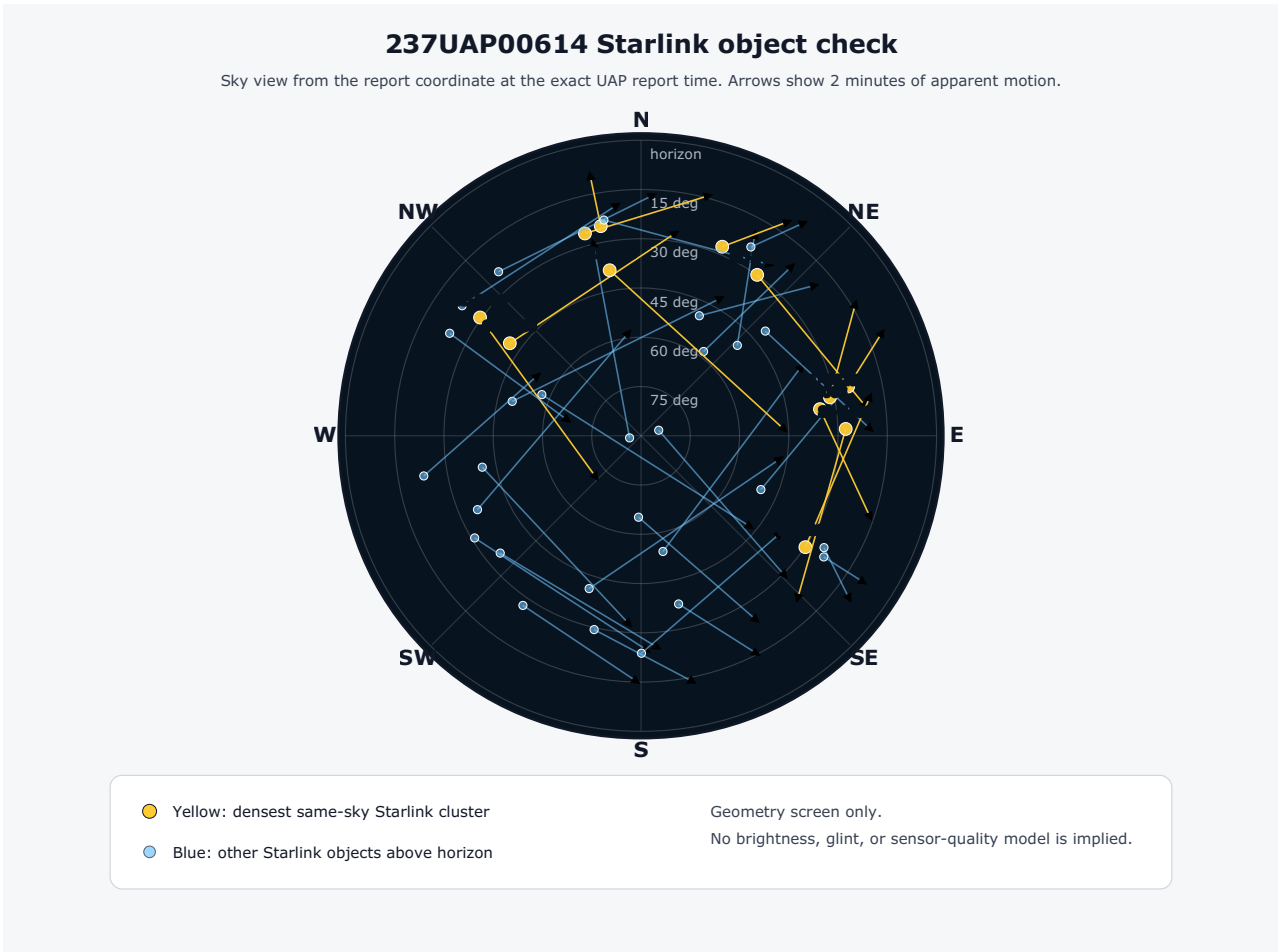 237UAP00614 Starlink object check
Sky view from the report coordinate at the exact UAP report time. Arrows show 2 minutes of apparent motion.
N
horizon
15 deg
NW
NE
30 deg
45 deg
60 deg
75 deg
W
E
SW
SE
S
Yellow: densest same-sky Starlink cluster
Geometry screen only.
No brightness, glint, or sensor-quality model is implied.
Blue: other Starlink objects above horizon